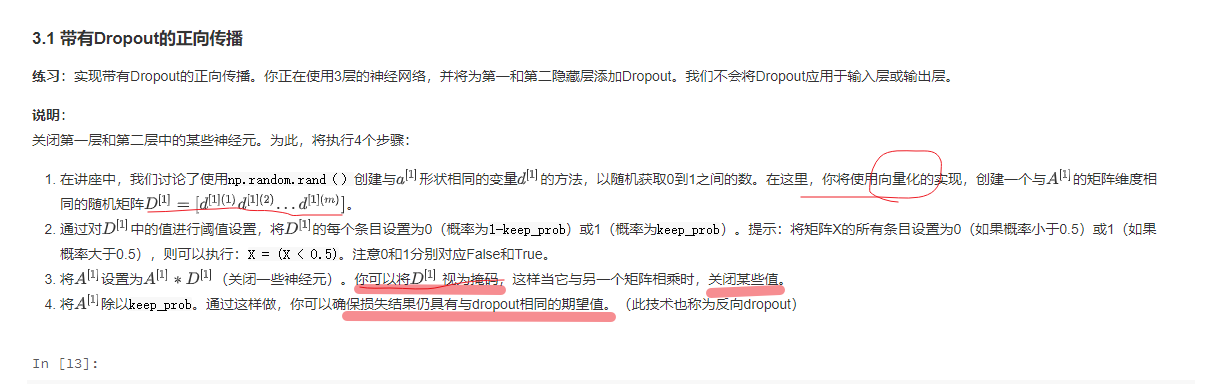 3.1 带有Dropout的正向传播
练习：实现带有Dropout的正向传播。你正在使用3层的神经网络，并将为第一和第二隐藏层添加Dropout。我们不会将Dropout应用于输入层或输出层。
说明：
关闭第一层和第二层中的某些神经元。为此，将执行4个步骤：
1. 在讲座中，我们讨论了使用np.random.rand（）创建与a^[1]形状相同的变量d^[1]的方法，以随机获取0到1之间的数。在这里，你将使用向量化的实现，创建一个与A^[1]的矩阵维度相
同的随机矩阵D^[1] = [d^[1](1)d^[1](2)...d^[1](m)]。
2. 通过对D^[1]中的值进行阈值设置，将D^[1]的每个条目设置为0（概率为1-keep_prob）或1（概率为keep_prob）。提示：将矩阵X的所有条目设置为0（如果概率小于0.5）或1（如果
概率大于0.5），则可以执行：X = (X < 0.5)。注意0和1分别对应False和True。
3. 将A^[1]设置为A^[1] * D^[1]（关闭一些神经元）。你可以将D^[1] 视为掩码，这样当它与另一个矩阵相乘时，关闭某些值。
4. 将A^[1]除以keep_prob。通过这样做，你可以确保损失结果仍具有与dropout相同的期望值。（此技术也称为反向dropout）
In [13]: